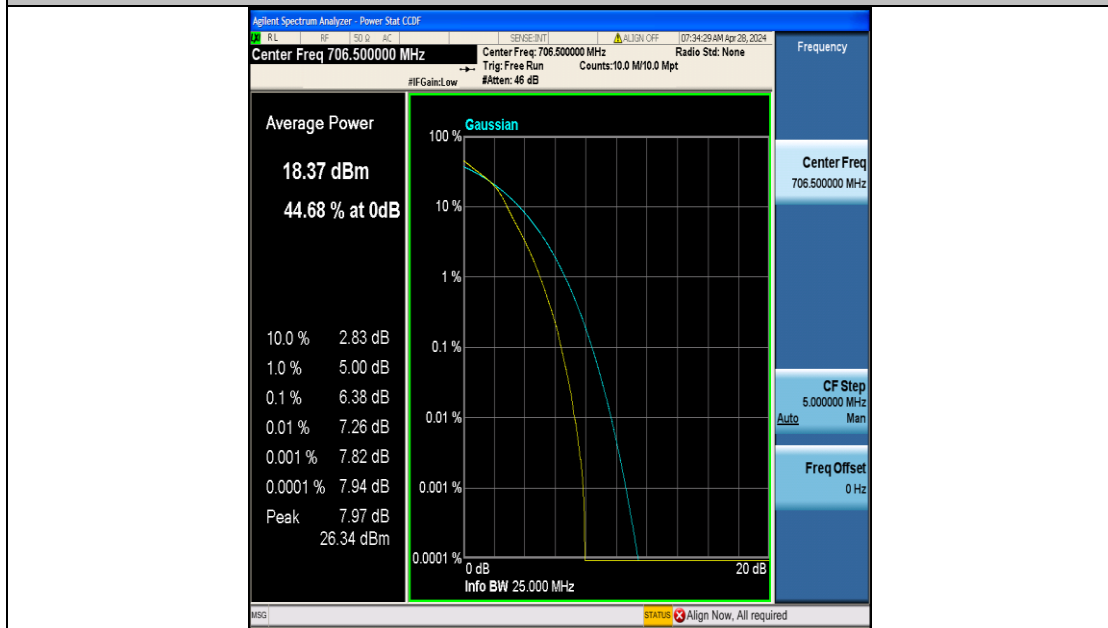 Agilent Spectrum Analyzer - Power Stat CCDF
LXI RL RF 50 Ω AC SENSE:INT ALIGN OFF 07:34:29 AM Apr 28, 2024
Center Freq 706.500000 MHz
Center Freq: 706.500000 MHz Radio Std: None
Trig: Free Run Counts:10.0 M/10.0 Mpt
#IFGain:Low #Atten: 46 dB
Frequency
Average Power
18.37 dBm
44.68 % at 0dB
10.0 % 2.83 dB
1.0 % 5.00 dB
0.1 % 6.38 dB
0.01 % 7.26 dB
0.001 % 7.82 dB
0.0001 % 7.94 dB
Peak 7.97 dB
26.34 dBm
Gaussian
100 %
10 %
1 %
0.1 %
0.01 %
0.001 %
0.0001 %
0 dB 20 dB
Info BW 25.000 MHz
Center Freq
706.500000 MHz
CF Step
5.000000 MHz
Auto Man
Freq Offset
0 Hz
MSG STATUS Align Now, All required